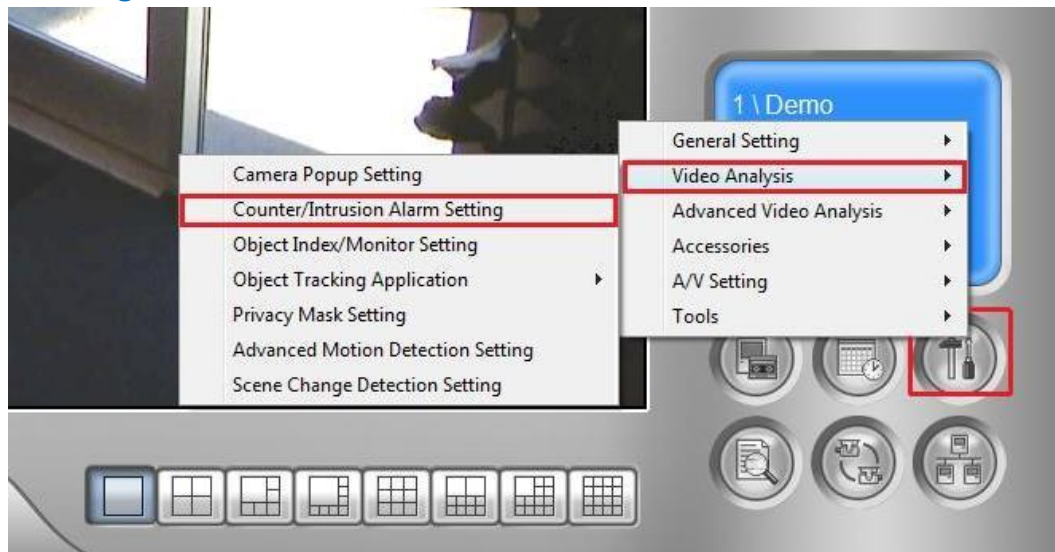 1 \ Demo
General Setting
Video Analysis
Advanced Video Analysis
Accessories
A/V Setting
Tools
Camera Popup Setting
Counter/Intrusion Alarm Setting
Object Index/Monitor Setting
Object Tracking Application
Privacy Mask Setting
Advanced Motion Detection Setting
Scene Change Detection Setting